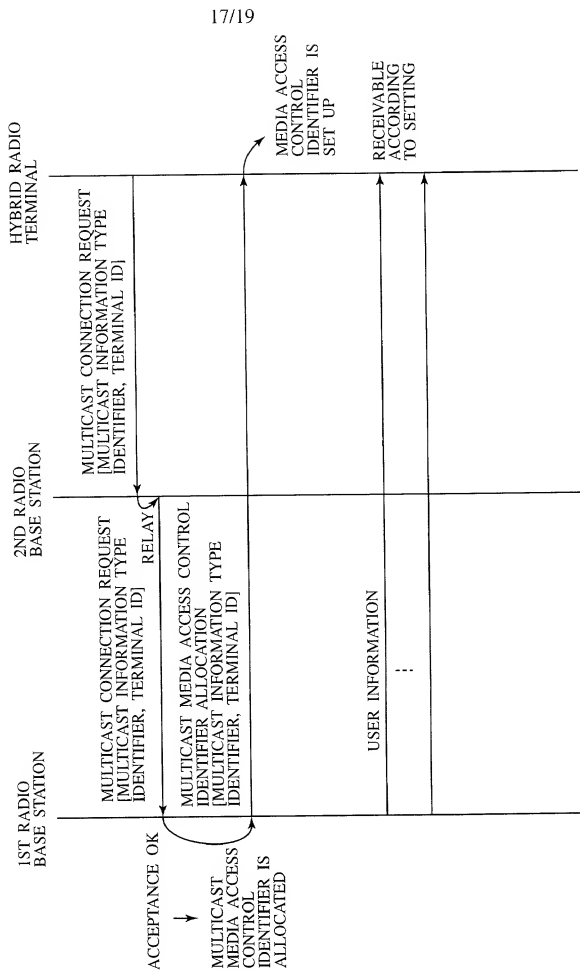 17/19
1ST RADIO
BASE STATION
2ND RADIO
BASE STATION
HYBRID RADIO
TERMINAL
MULTICAST CONNECTION REQUEST
[MULTICAST INFORMATION TYPE
IDENTIFIER, TERMINAL ID]
RELAY
MULTICAST CONNECTION REQUEST
[MULTICAST INFORMATION TYPE
IDENTIFIER, TERMINAL ID]
ACCEPTANCE OK
MULTICAST
MEDIA ACCESS
CONTROL
IDENTIFIER IS
ALLOCATED
MULTICAST MEDIA ACCESS CONTROL
IDENTIFIER ALLOCATION
[MULTICAST INFORMATION TYPE
IDENTIFIER, TERMINAL ID]
MEDIA ACCESS
CONTROL
IDENTIFIER IS
SET UP
USER INFORMATION
RECEIVABLE
ACCORDING
TO SETTING